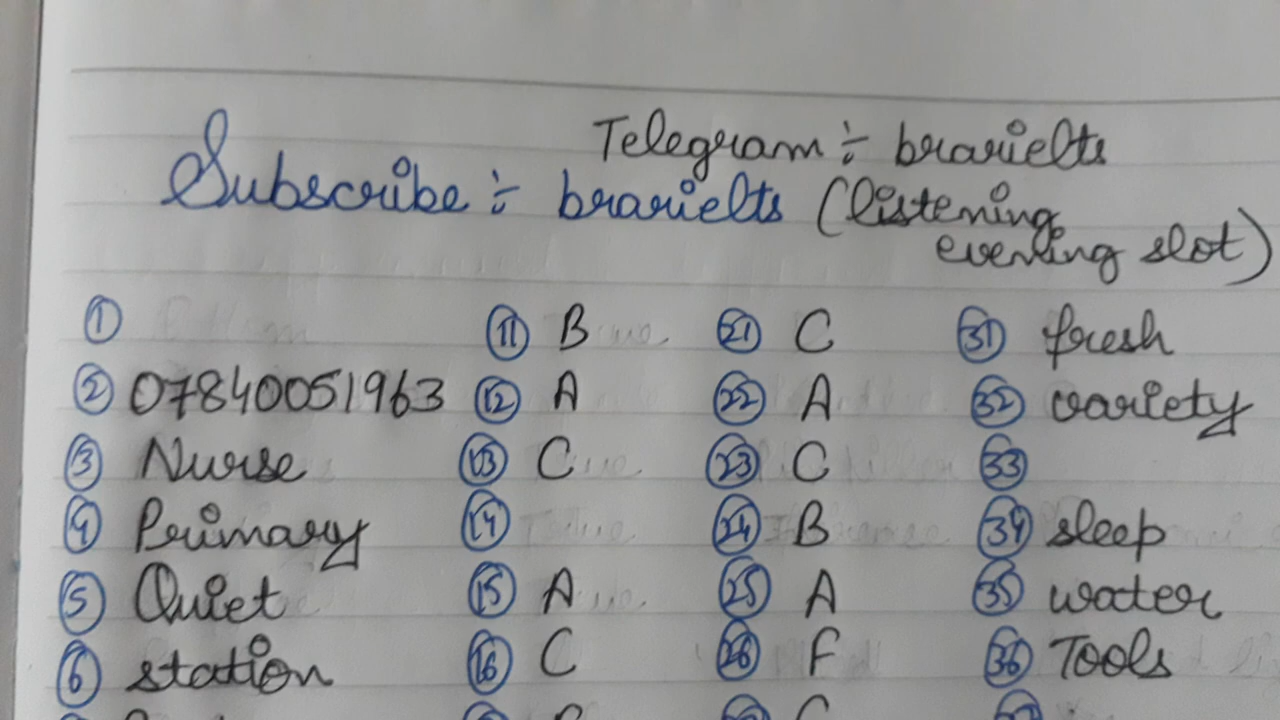 Telegram ÷ brarielts
Subscribe ÷ brarielts (listening
evening slot)
① ⑪ B ㉑ C ㉛ fresh
② 07840051963 ⑫ A ㉒ A ㉜ variety
③ Nurse ⑬ C ㉓ C ㉝
④ Primary ⑭ ㉔ B ㉞ sleep
⑤ Quiet ⑮ A ㉕ A ㉟ water
⑥ station ⑯ C ㉖ F ㊱ Tools